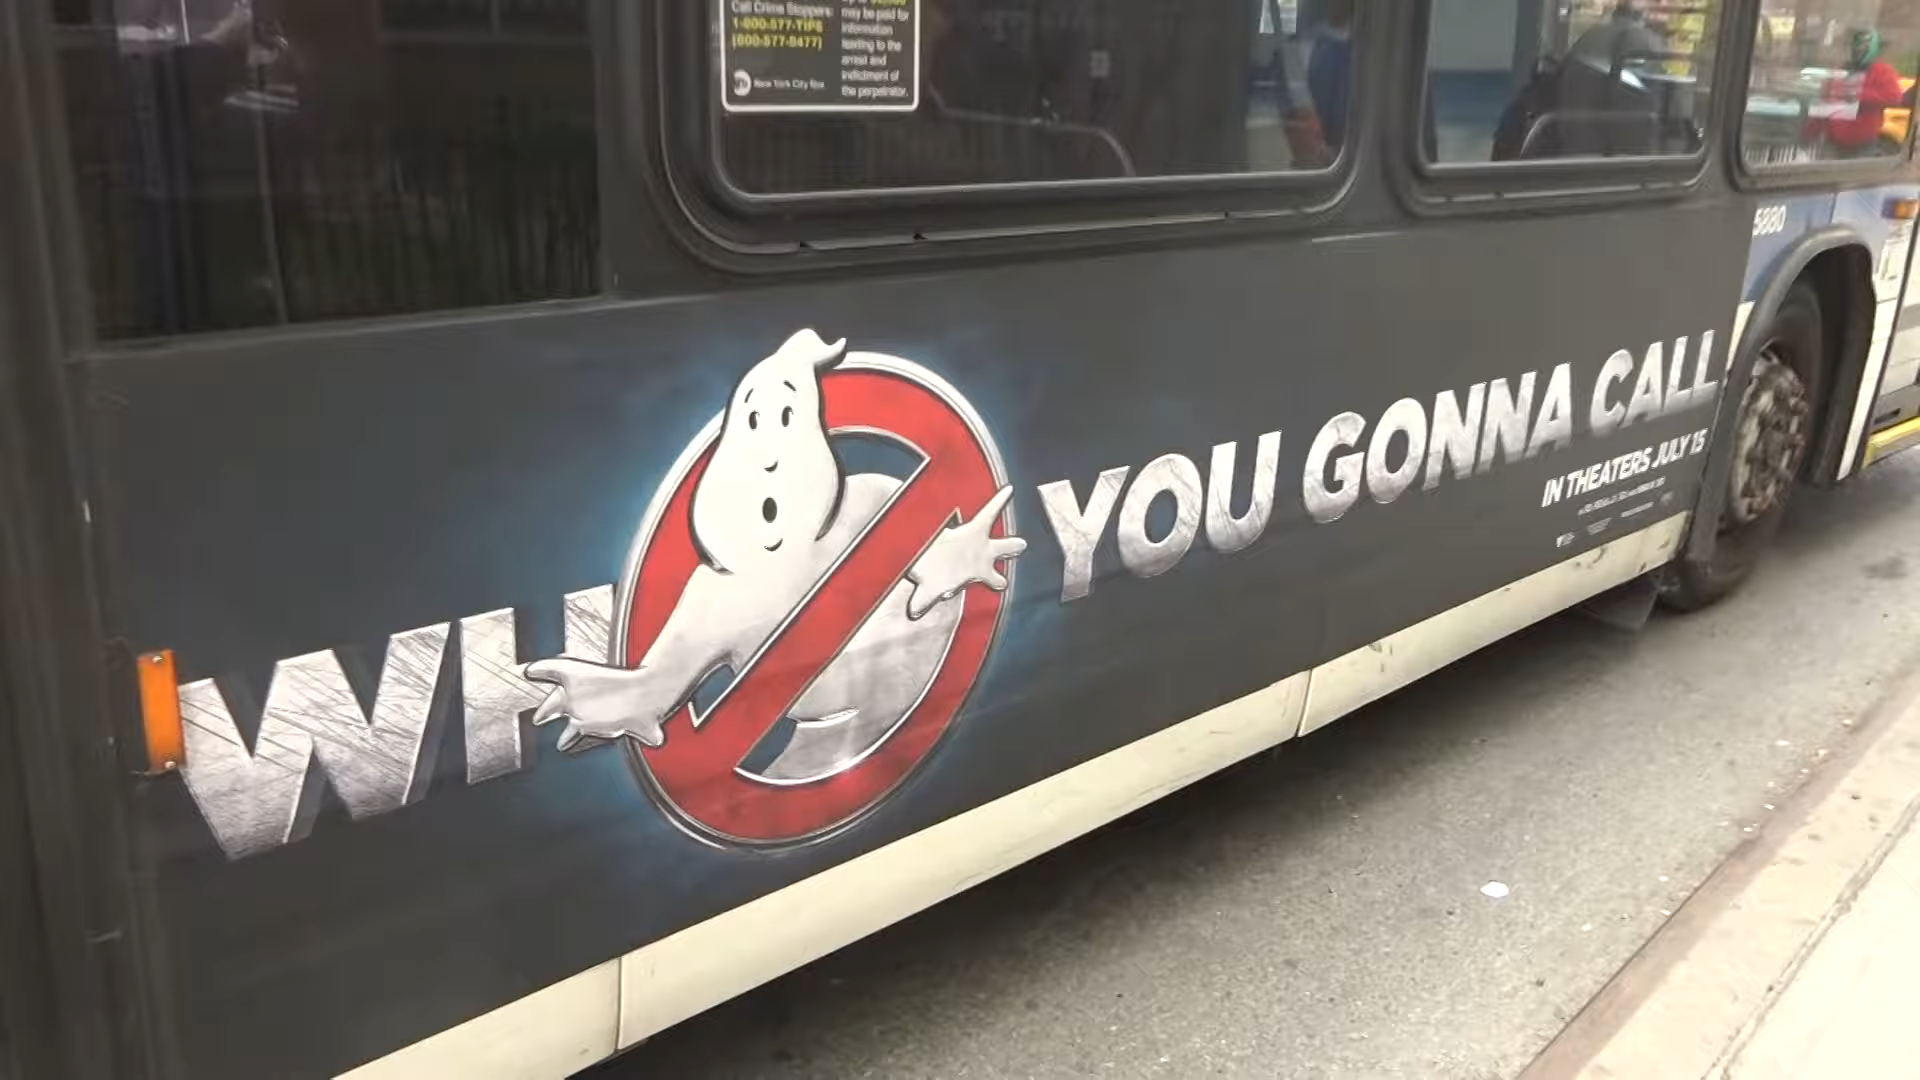 Call Crime Stoppers:
1-800-577-TIPS
(800-577-8477)
New York City Bus
may be paid for
information
leading to the
arrest and
indictment of
the perpetrator.
5880
WH YOU GONNA CALL
IN THEATERS JULY 15